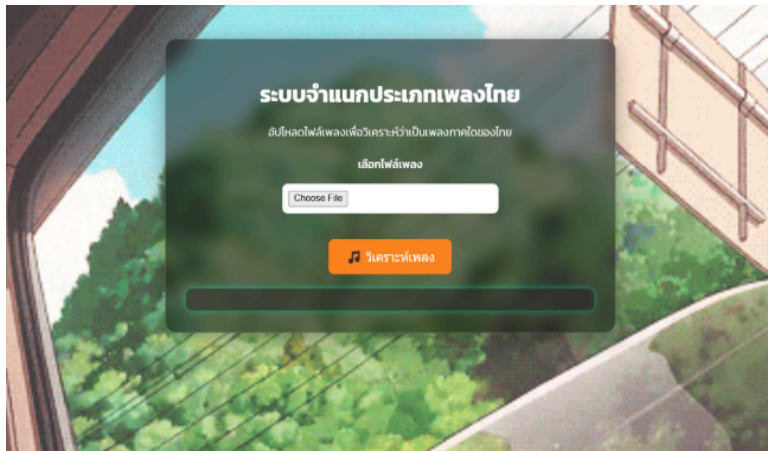 ระบบจำแนกประเภทเพลงไทย
อัปโหลดไฟล์เพลงเพื่อวิเคราะห์ว่าเป็นเพลงภาคใดของไทย
เลือกไฟล์เพลง
Choose File
วิเคราะห์เพลง